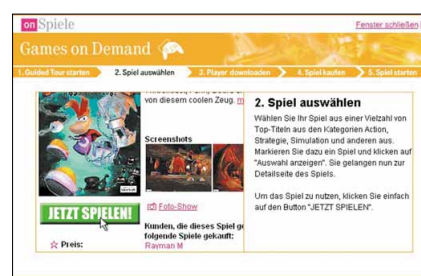 onSpiele
Fenster schließen
Games on Demand
1. Guided Tour starten
2. Spiel auswählen
3. Player downloaden
4. Spiel kaufen
5. Spiel starten
von diesem coolen Zeug.
Screenshots
Foto-Show
JETZT SPIELEN!
Preis:
Kunden, die dieses Spiel ge
folgende Spiele gekauft:
Rayman M
2. Spiel auswählen
Wählen Sie Ihr Spiel aus einer Vielzahl von
Top-Titeln aus den Kategorien Action,
Strategie, Simulation und anderen aus.
Markieren Sie dazu ein Spiel und klicken auf
"Auswahl anzeigen". Sie gelangen nun zur
Detailseite des Spiels.
Um das Spiel zu nutzen, klicken Sie einfach
auf den Button "JETZT SPIELEN".